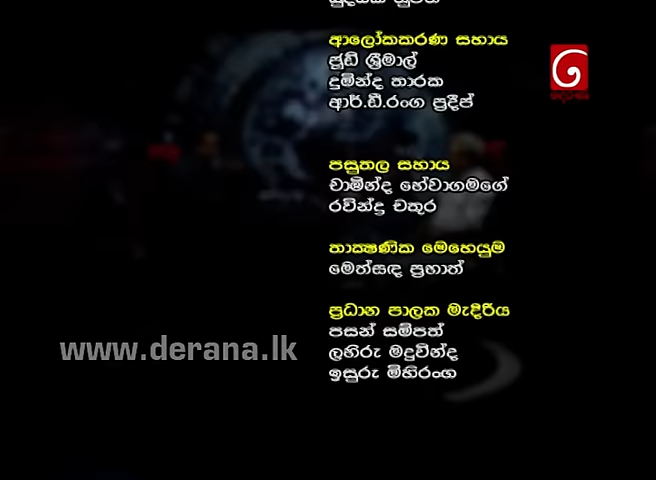 ආලෝකකරණ සහාය
ජූඩ් ශ්‍රීමාල්
දුමින්ද තාරක
ආර්.ඩී.රංග ප්‍රදීප්
පසුතල සහාය
චාමින්ද හේවාගමගේ
රවින්ද්‍ර චතුර
තාක්‍ෂණික මෙහෙයුම
මෙත්සඳ ප්‍රභාත්
ප්‍රධාන පාලක මැදිරිය
පසන් සම්පත්
ලහිරු මදුවින්ද
ඉසුරු මිහිරංග
www.derana.lk